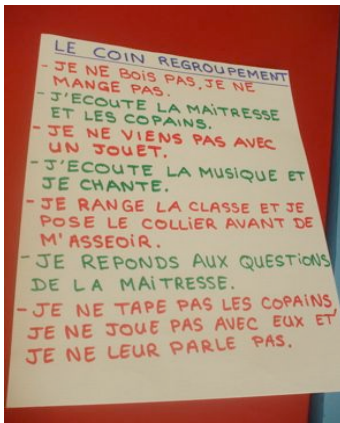 LE COIN REGROUPEMENT
- JE NE BOIS PAS, JE NE
MANGE PAS.
- J'ECOUTE LA MAÎTRESSE
ET LES COPAINS.
- JE NE VIENS PAS AVEC
UN JOUET.
- J'ECOUTE LA MUSIQUE ET
JE CHANTE.
- JE RANGE LA CLASSE ET JE
POSE LE COLLIER AVANT DE
M'ASSEOIR.
- JE REPONDS AUX QUESTIONS
DE LA MAÎTRESSE.
- JE NE TAPE PAS LES COPAINS,
JE NE JOUE PAS AVEC EUX ET
JE NE LEUR PARLE PAS.